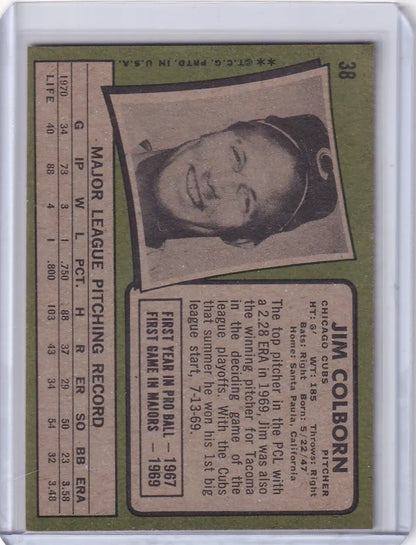 38
JIM COLBORN
CHICAGO CUBS PITCHER
HT: 6' WT: 185 Throws: Right
Bats: Right Born: 5/22/47
Home: Santa Paula, California
The top pitcher in the PCL with
a 2.28 ERA in 1969, Jim was also
the winning pitcher for Tacoma
in the deciding game of the
league playoffs. With the Cubs
that summer he won his 1st big
league start, 7-13-69.
FIRST YEAR IN PRO BALL — 1967
FIRST GAME IN MAJORS — 1969
C
MAJOR LEAGUE PITCHING RECORD
G IP W L PCT. H R ER SO BB ERA
1970 34 73 3 1 .750 88 37 29 50 23 3.58
LIFE 40 88 4 1 .800 103 43 34 54 32 3.48
**©T.C.G. PRTD. IN U.S.A.